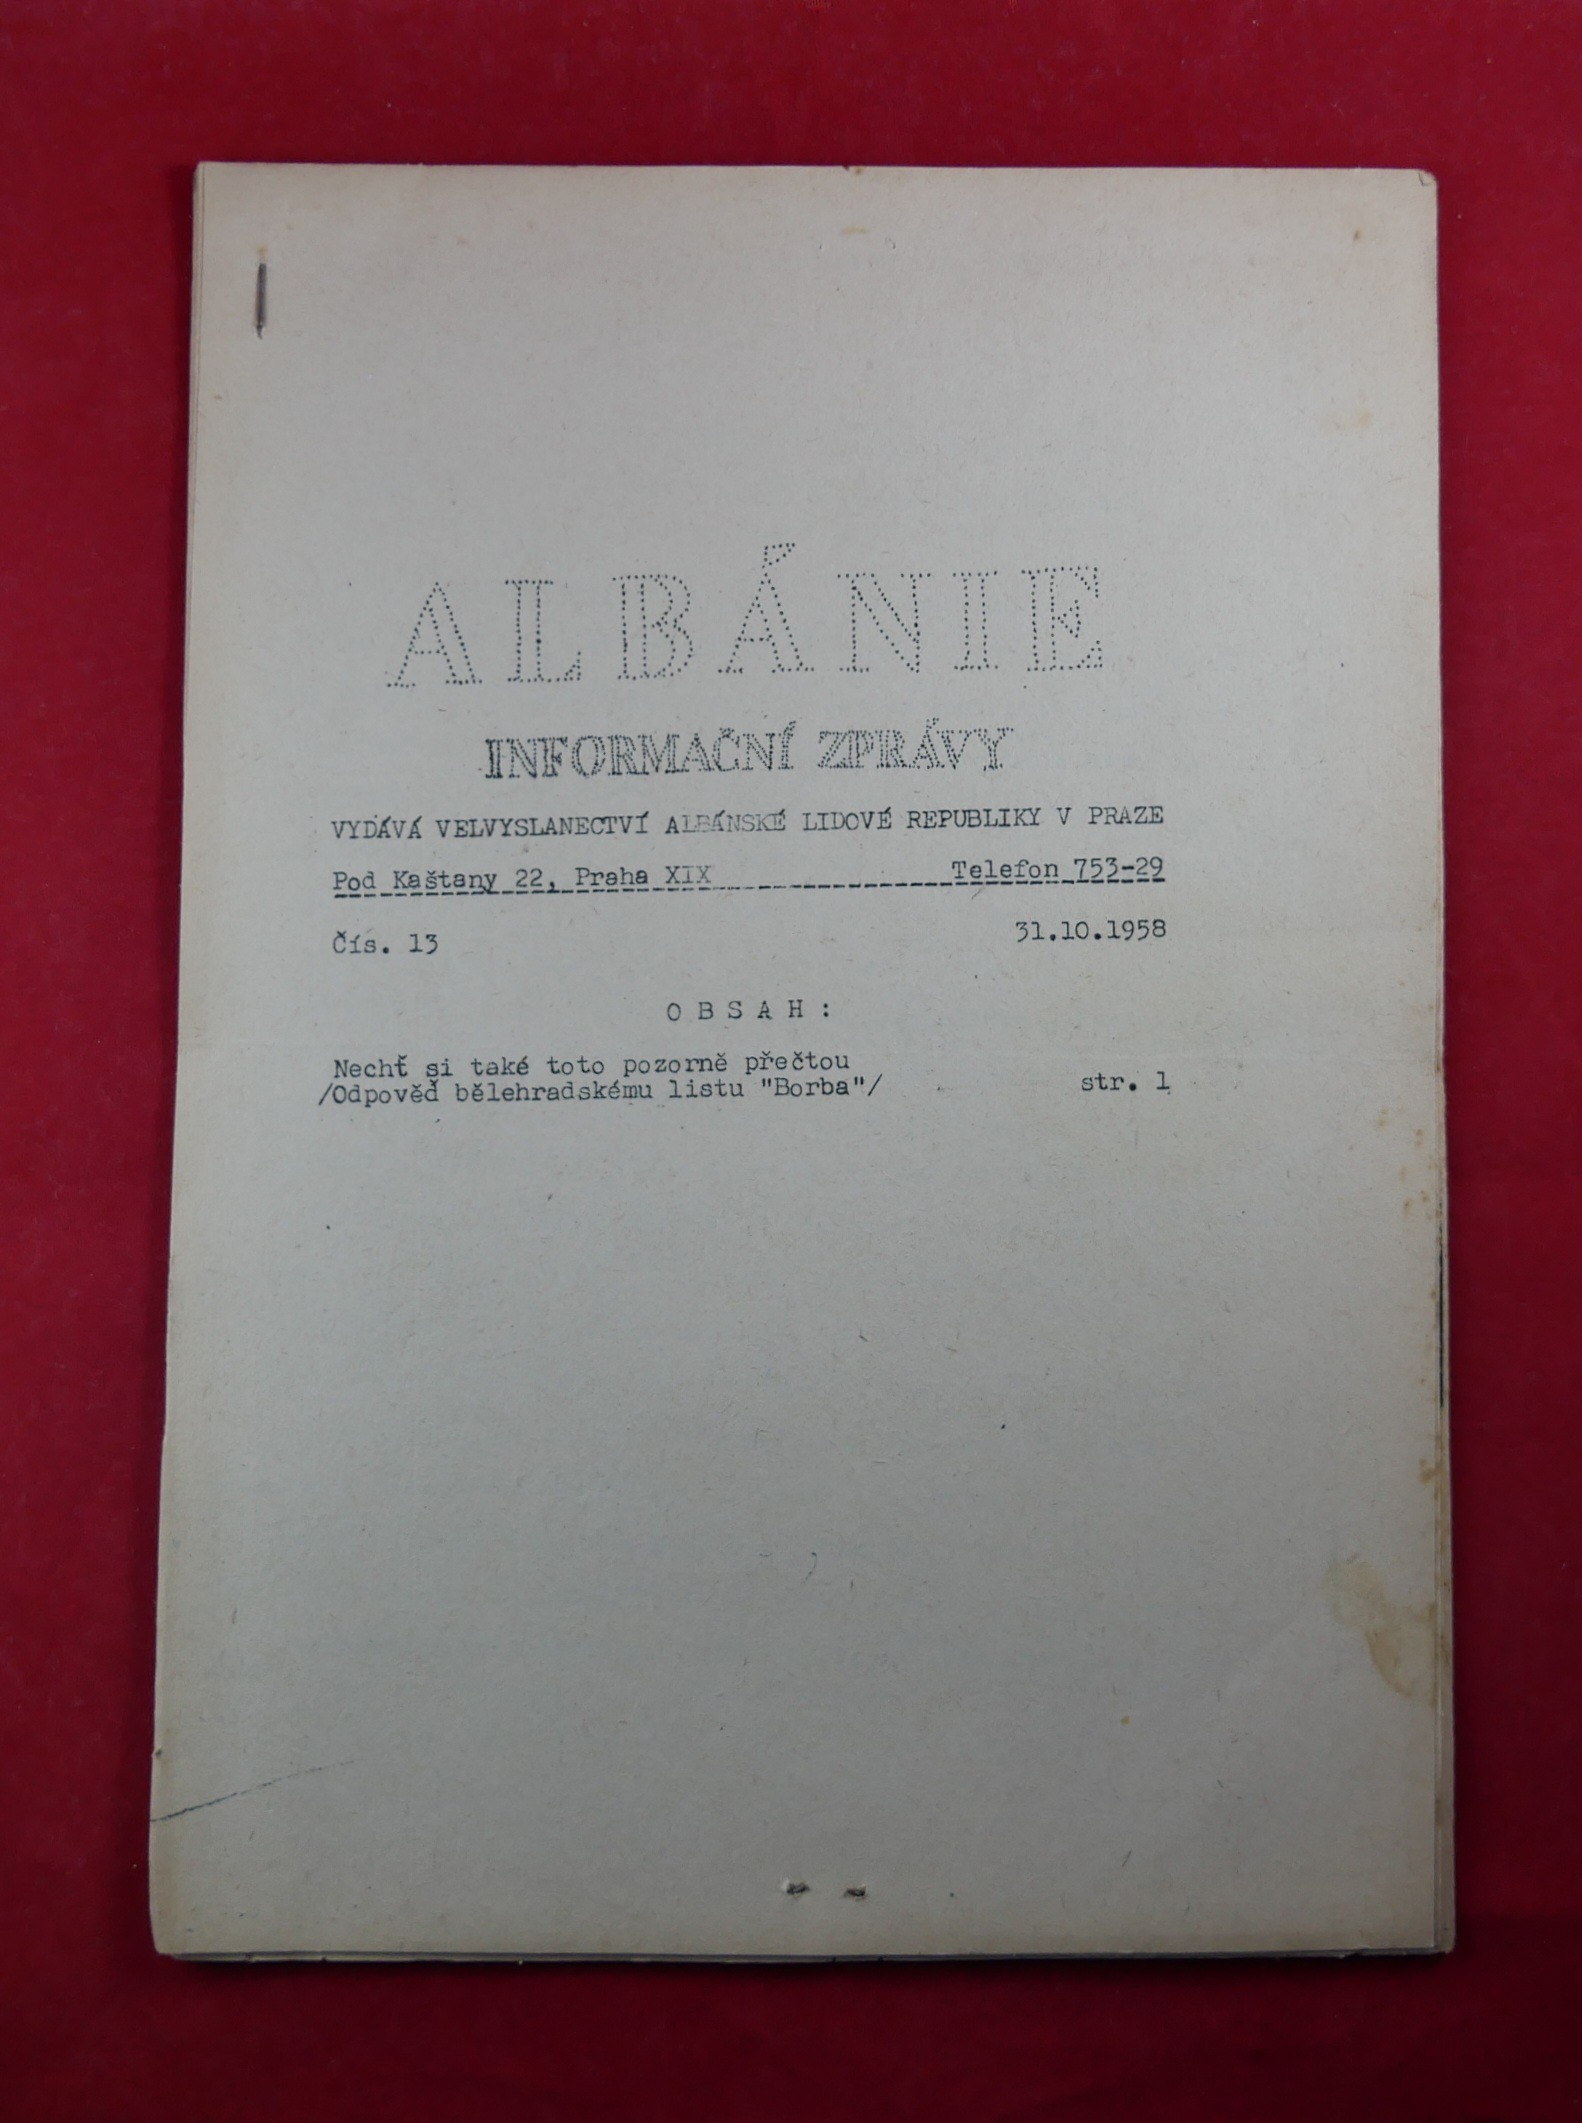 ALBÁNIE
INFORMAČNÍ ZPRÁVY
VYDÁVÁ VELVYSLANECTVÍ ALBÁNSKÉ LIDOVÉ REPUBLIKY V PRAZE
Pod Kaštany 22, Praha XIX Telefon 753-29
Čís. 13 31.10.1958
O B S A H :
Nechť si také toto pozorně přečtou
/Odpověď bělehradskému listu "Borba"/ str. 1